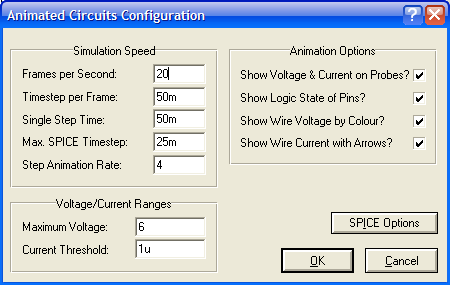 Animated Circuits Configuration
Simulation Speed
Frames per Second: 20
Timestep per Frame: 50m
Single Step Time: 50m
Max. SPICE Timestep: 25m
Step Animation Rate: 4
Animation Options
Show Voltage & Current on Probes?
Show Logic State of Pins?
Show Wire Voltage by Colour?
Show Wire Current with Arrows?
Voltage/Current Ranges
Maximum Voltage: 6
Current Threshold: 1u
SPICE Options
OK
Cancel